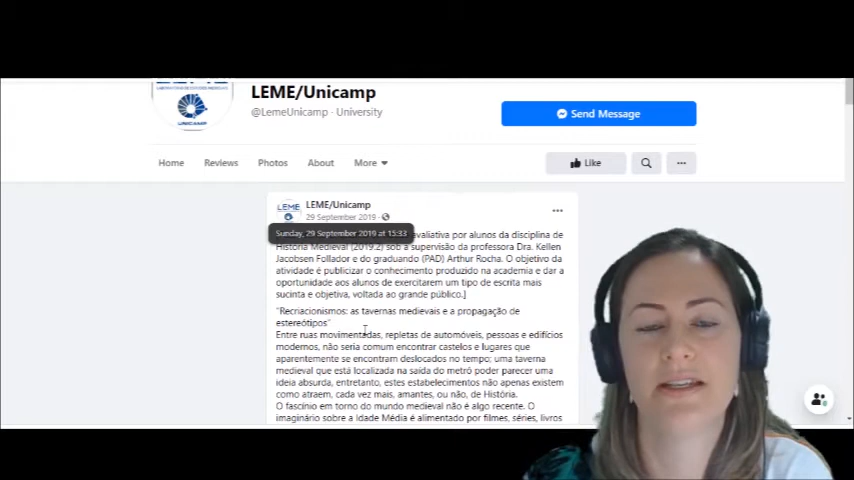 LABORATÓRIO DE ESTUDOS MEDIEVAIS
UNICAMP
LEME/Unicamp
@LemeUnicamp · University
Send Message
Home Reviews Photos About More
Like
LEME
LEME/Unicamp
29 September 2019 ·
Sunday, 29 September 2019 at 15:33
avaliativa por alunos da disciplina de
História Medieval (2019.2) sob a supervisão da professora Dra. Kellen
Jacobsen Follador e do graduando (PAD) Arthur Rocha. O objetivo da
atividade é publicizar o conhecimento produzido na academia e dar a
oportunidade aos alunos de exercitarem um tipo de escrita mais
sucinta e objetiva, voltada ao grande público.]
"Recriacionismos: as tavernas medievais e a propagação de
estereótipos"
Entre ruas movimentadas, repletas de automóveis, pessoas e edifícios
modernos, não seria comum encontrar castelos e lugares que
aparentemente se encontram deslocados no tempo; uma taverna
medieval que está localizada na saída do metrô poder parecer uma
ideia absurda, entretanto, estes estabelecimentos não apenas existem
como atraem, cada vez mais, amantes, ou não, de História.
O fascínio em torno do mundo medieval não é algo recente. O
imaginário sobre a Idade Média é alimentado por filmes, séries, livros